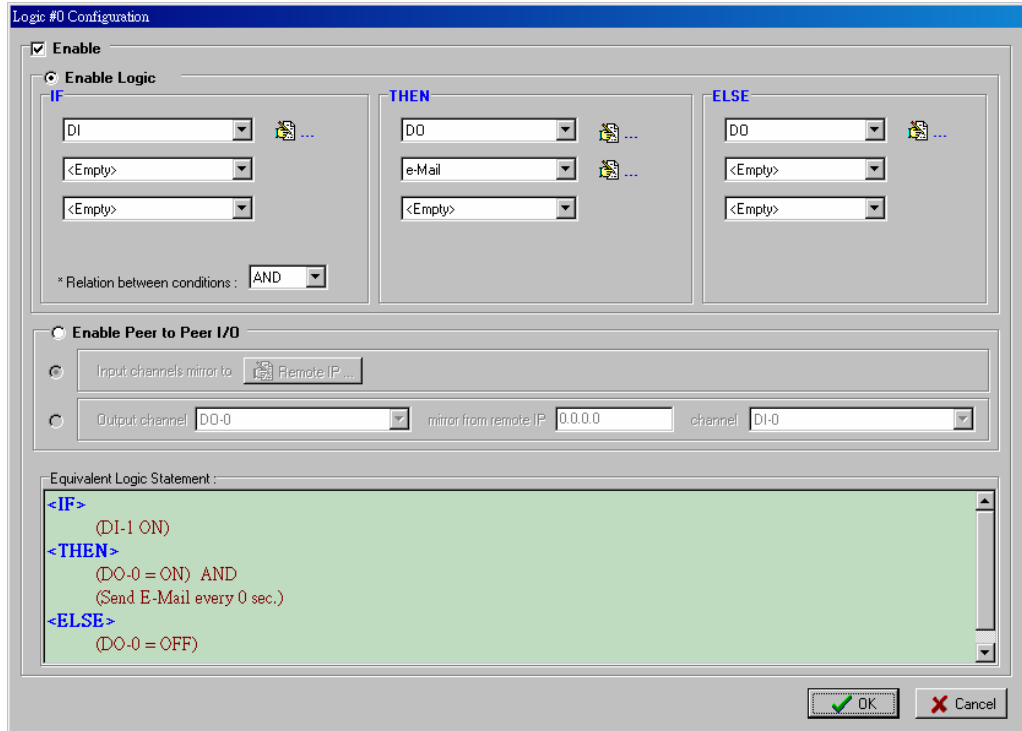 Logic #0 Configuration
Enable
Enable Logic
IF
THEN
ELSE
DI
...
DO
...
DO
...
<Empty>
e-Mail
...
<Empty>
<Empty>
<Empty>
<Empty>
* Relation between conditions :
AND
Enable Peer to Peer I/O
Input channels mirror to
Remote IP ...
Output channel
DO-0
mirror from remote IP
0.0.0.0
channel
DI-0
Equivalent Logic Statement :
<IF>
(DI-1 ON)
<THEN>
(DO-0 = ON) AND
(Send E-Mail every 0 sec.)
<ELSE>
(DO-0 = OFF)
OK
Cancel